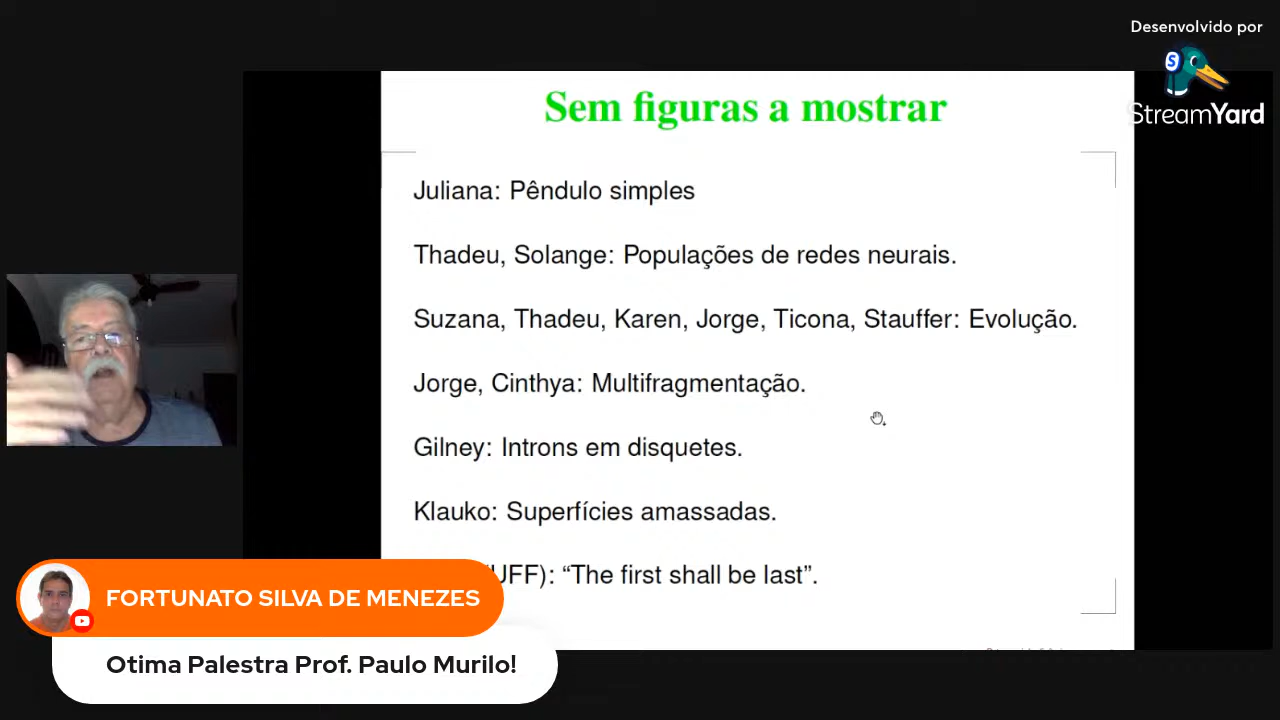 Desenvolvido por
StreamYard
Sem figuras a mostrar
Juliana: Pêndulo simples
Thadeu, Solange: Populações de redes neurais.
Suzana, Thadeu, Karen, Jorge, Ticona, Stauffer: Evolução.
Jorge, Cinthya: Multifragmentação.
Gilney: Introns em disquetes.
Klauko: Superfícies amassadas.
UFF): “The first shall be last”.
FORTUNATO SILVA DE MENEZES
Otima Palestra Prof. Paulo Murilo!